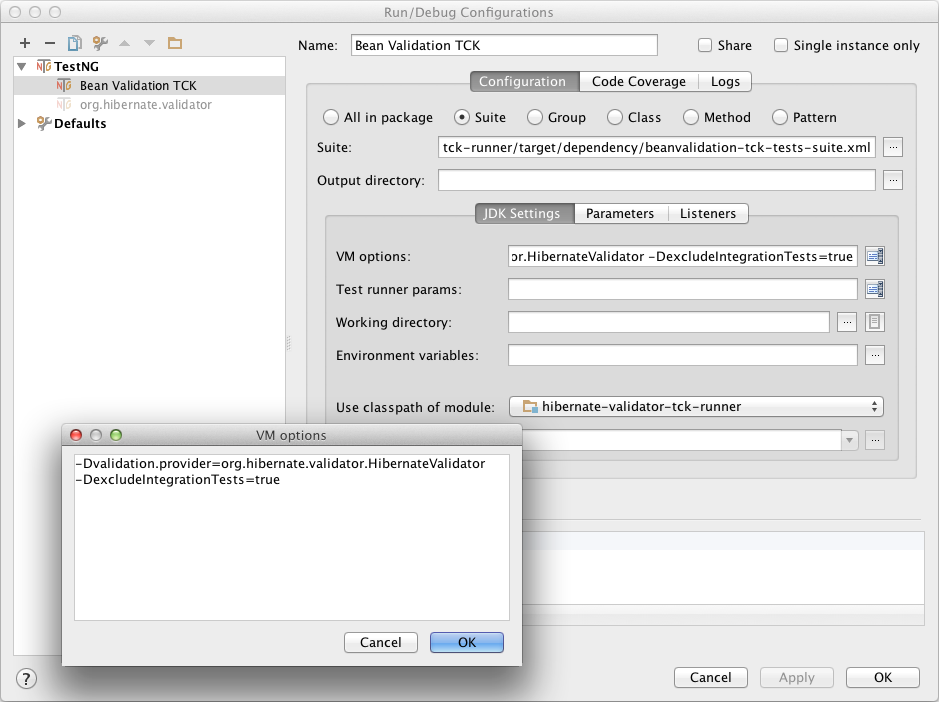 Run/Debug Configurations
Name: Bean Validation TCK Share Single instance only
TestNG
Bean Validation TCK
org.hibernate.validator
Defaults
Configuration Code Coverage Logs
All in package Suite Group Class Method Pattern
Suite: tck-runner/target/dependency/beanvalidation-tck-tests-suite.xml ...
Output directory: ...
JDK Settings Parameters Listeners
VM options: or.HibernateValidator -DexcludeIntegrationTests=true
Test runner params:
Working directory: ...
Environment variables: ...
Use classpath of module: hibernate-validator-tck-runner
...
VM options
-Dvalidation.provider=org.hibernate.validator.HibernateValidator
-DexcludeIntegrationTests=true
Cancel OK
? Cancel Apply OK